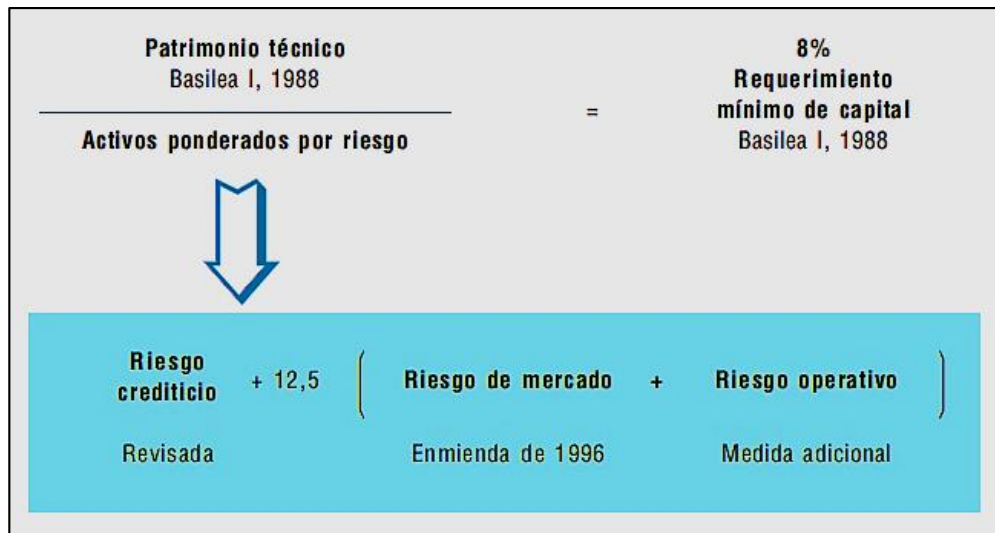 Patrimonio técnico
Basilea I, 1988
Activos ponderados por riesgo
=
8%
Requerimiento
mínimo de capital
Basilea I, 1988
Riesgo
crediticio
+ 12,5 ( Riesgo de mercado + Riesgo operativo )
Revisada
Enmienda de 1996
Medida adicional